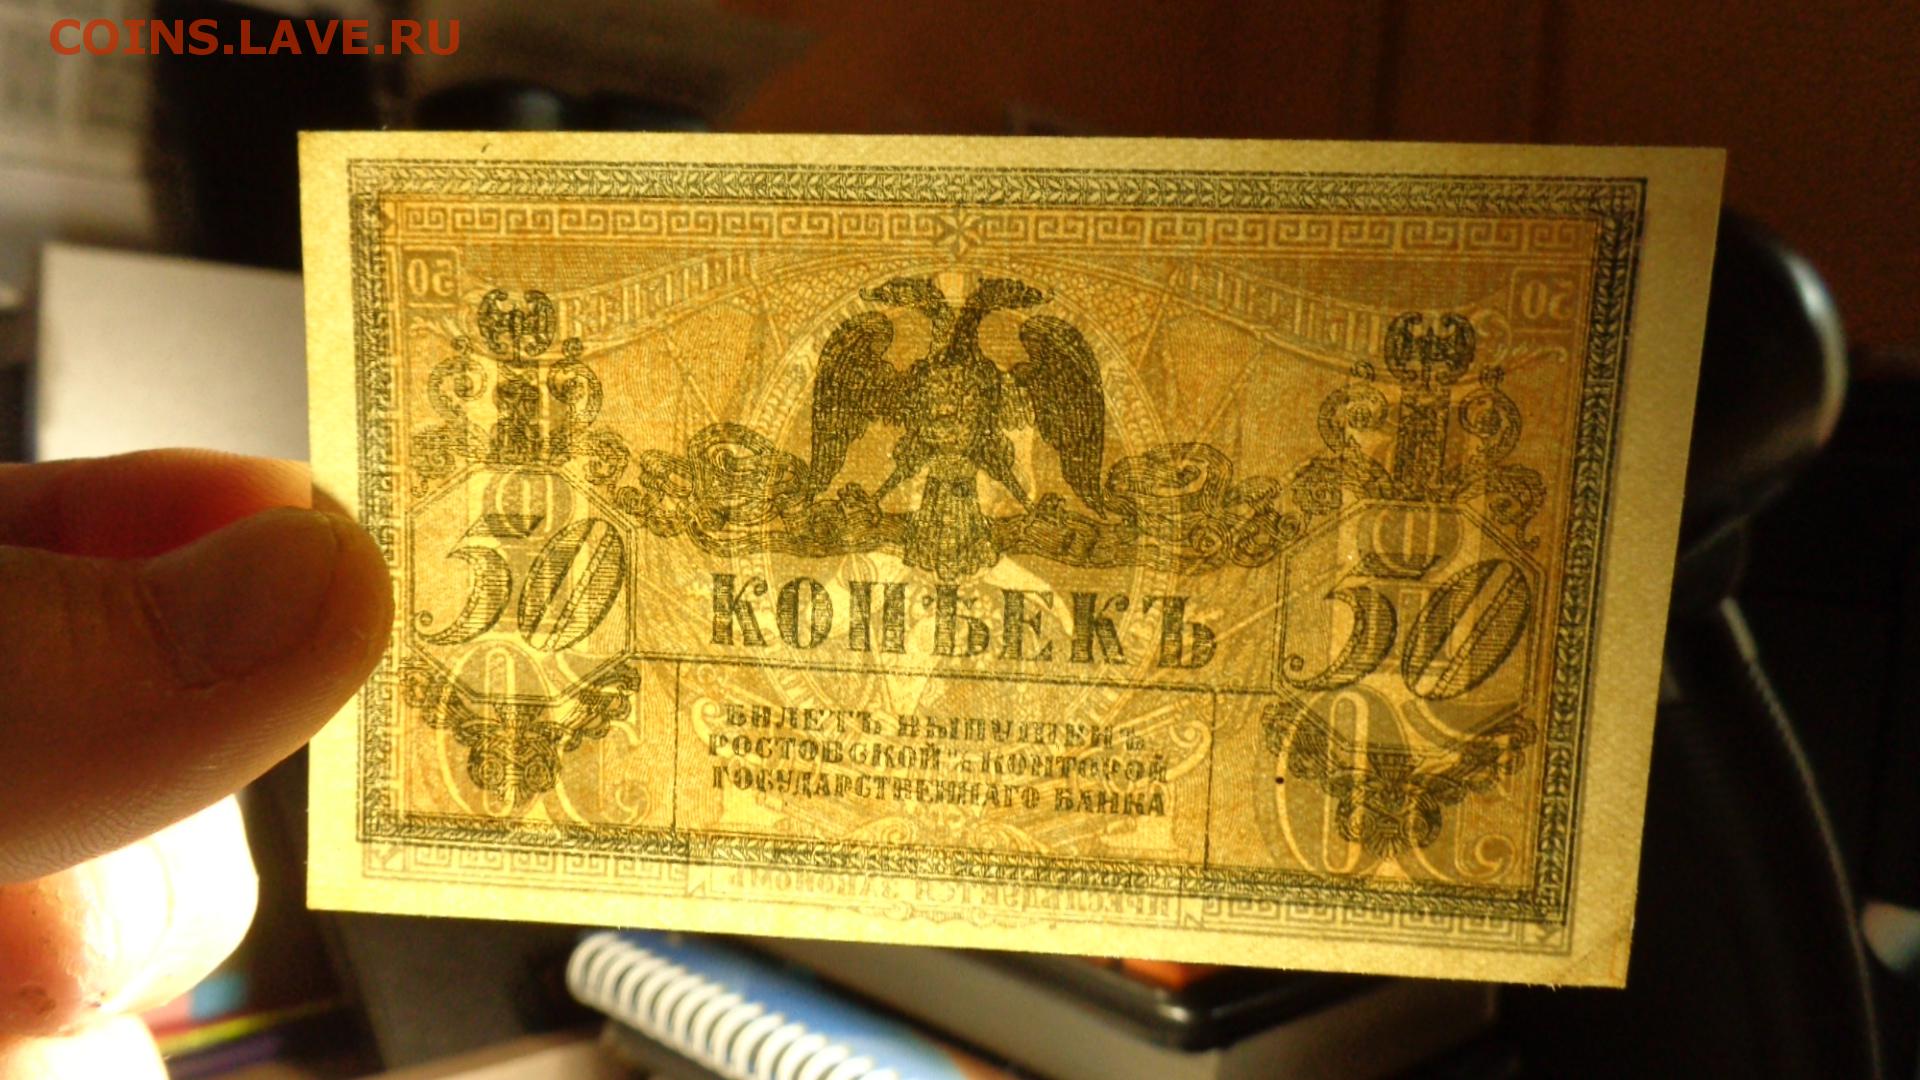 COINS.LAVE.RU
50 50
50 50
КОПѢЕКЪ
БИЛЕТЪ ВЫПУЩЕНЪ
РОСТОВСКОЙ КОНТОРОЙ
ГОСУДАРСТВЕННАГО БАНКА